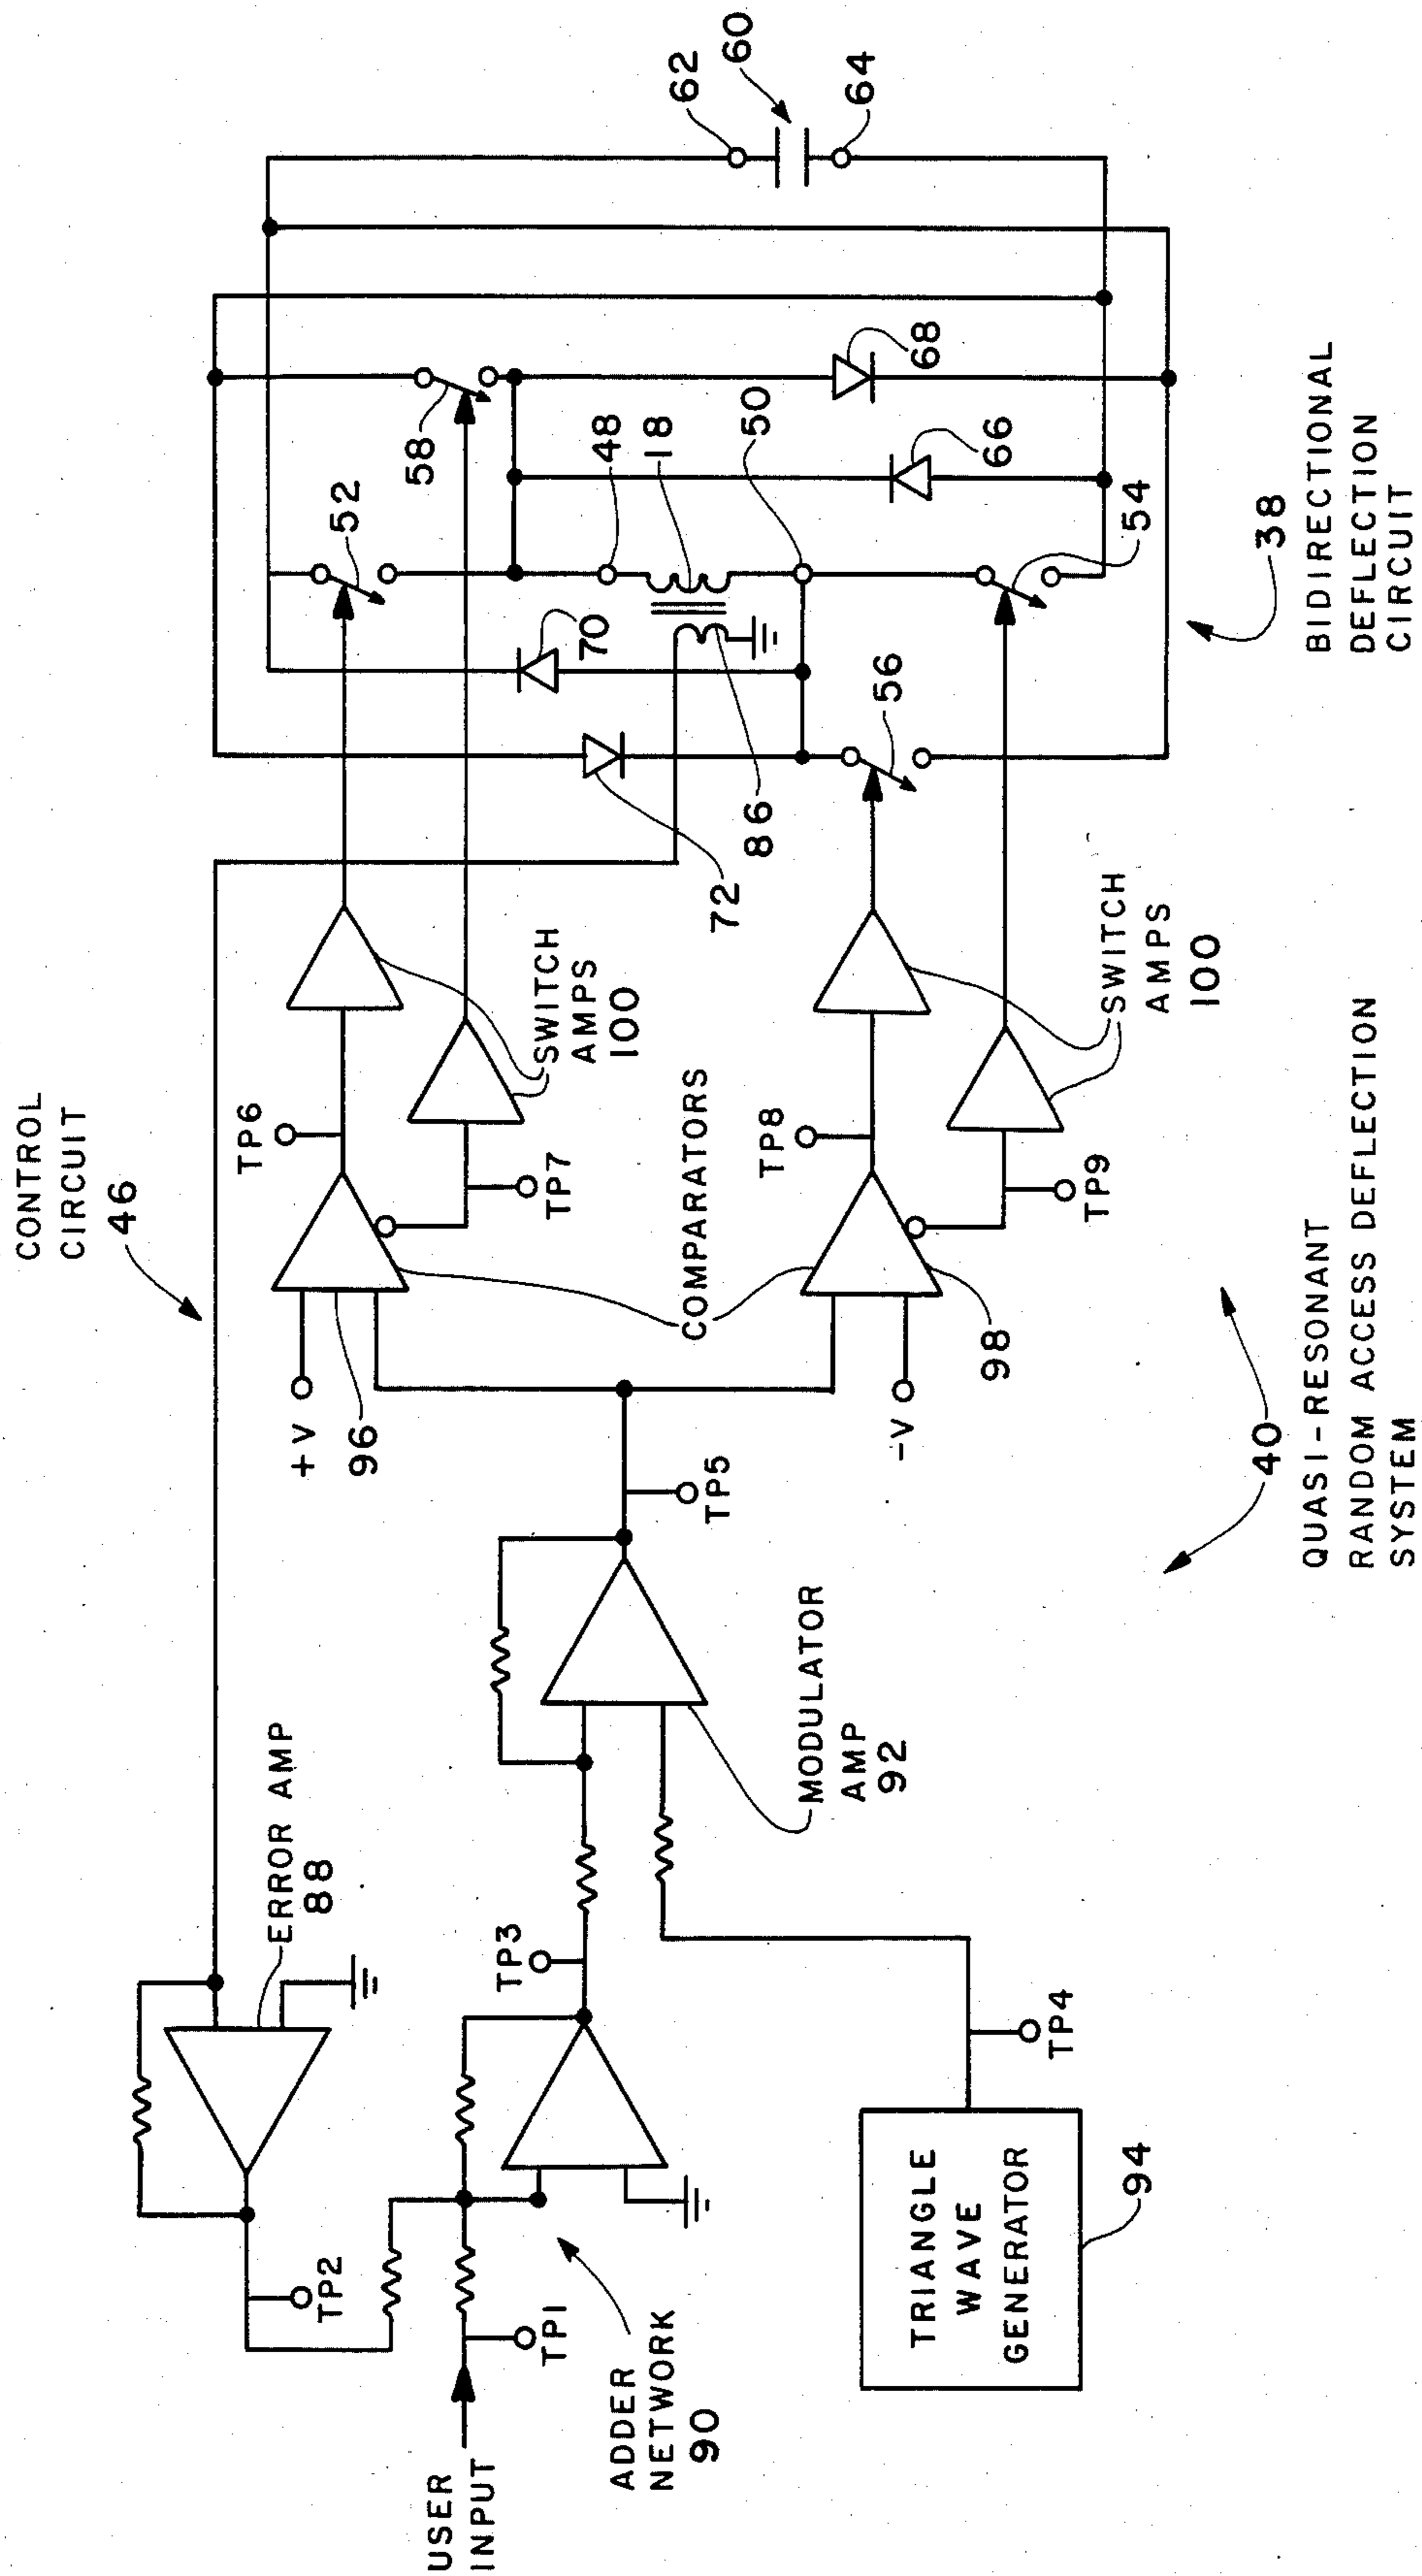 CONTROL
CIRCUIT
46
ERROR AMP
88
TP2
USER
INPUT
TP1
ADDER
NETWORK
90
TP3
TRIANGLE
WAVE
GENERATOR
94
TP4
MODULATOR
AMP
92
TP5
+V
96
-V
98
COMPARATORS
TP6
TP7
TP8
TP9
SWITCH
AMPS
100
SWITCH
AMPS
100
72
86
70
52
58
56
54
48
18
50
66
68
62
60
64
38
BIDIRECTIONAL
DEFLECTION
CIRCUIT
40
QUASI-RESONANT
RANDOM ACCESS DEFLECTION
SYSTEM